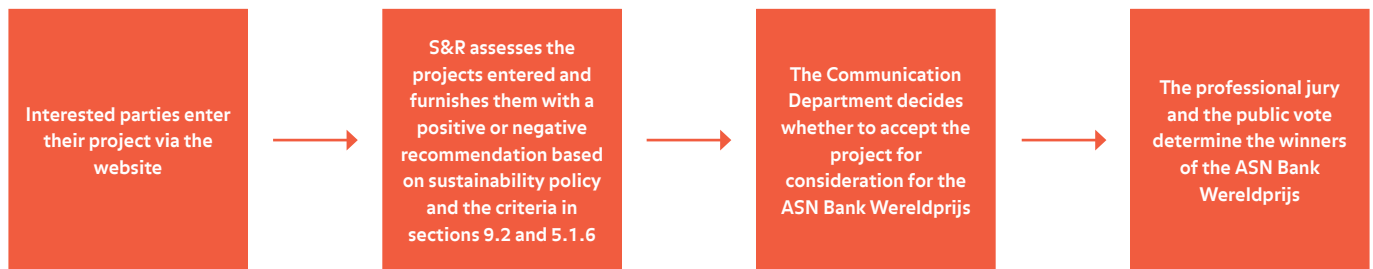 Interested parties enter
their project via the
website
S&R assesses the
projects entered and
furnishes them with a
positive or negative
recommendation based
on sustainability policy
and the criteria in
sections 9.2 and 5.1.6
The Communication
Department decides
whether to accept the
project for
consideration for the
ASN Bank Wereldprijs
The professional jury
and the public vote
determine the winners
of the ASN Bank
Wereldprijs